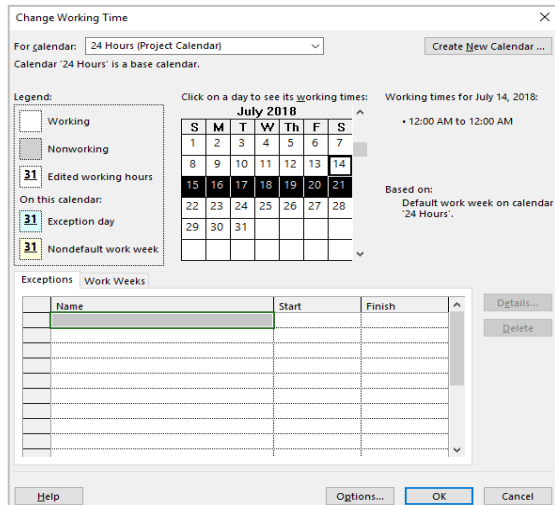 Change Working Time
For calendar: 24 Hours (Project Calendar)
Create New Calendar ...
Calendar '24 Hours' is a base calendar.
Legend:
Working
Nonworking
31 Edited working hours
On this calendar:
31 Exception day
31 Nondefault work week
Click on a day to see its working times:
July 2018
S M T W Th F S
1 2 3 4 5 6 7
8 9 10 11 12 13 14
15 16 17 18 19 20 21
22 23 24 25 26 27 28
29 30 31
Working times for July 14, 2018:
• 12:00 AM to 12:00 AM
Based on:
Default work week on calendar
'24 Hours'.
Exceptions Work Weeks
Name Start Finish
Details...
Delete
Help Options... OK Cancel